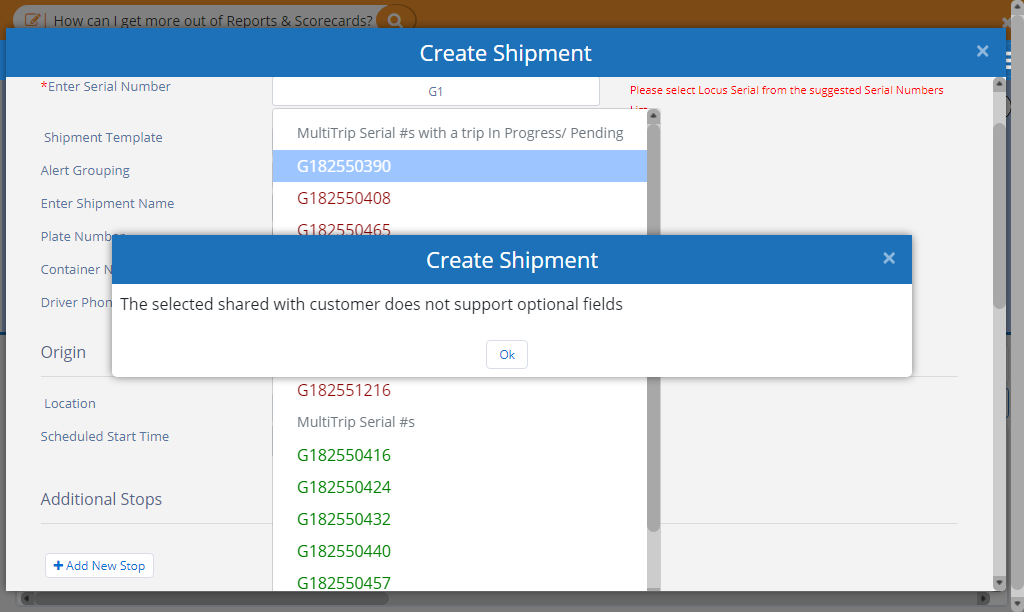 How can I get more out of Reports & Scorecards?
Create Shipment
*Enter Serial Number
G1
Please select Locus Serial from the suggested Serial Numbers
MultiTrip Serial #s with a trip In Progress/ Pending
Shipment Template
G182550390
Alert Grouping
G182550408
Enter Shipment Name
G182550465
Plate Number
Create Shipment
Container N
The selected shared with customer does not support optional fields
Driver Phon
Ok
Origin
G182551216
Location
MultiTrip Serial #s
Scheduled Start Time
G182550416
G182550424
Additional Stops
G182550432
G182550440
+ Add New Stop
G182550457